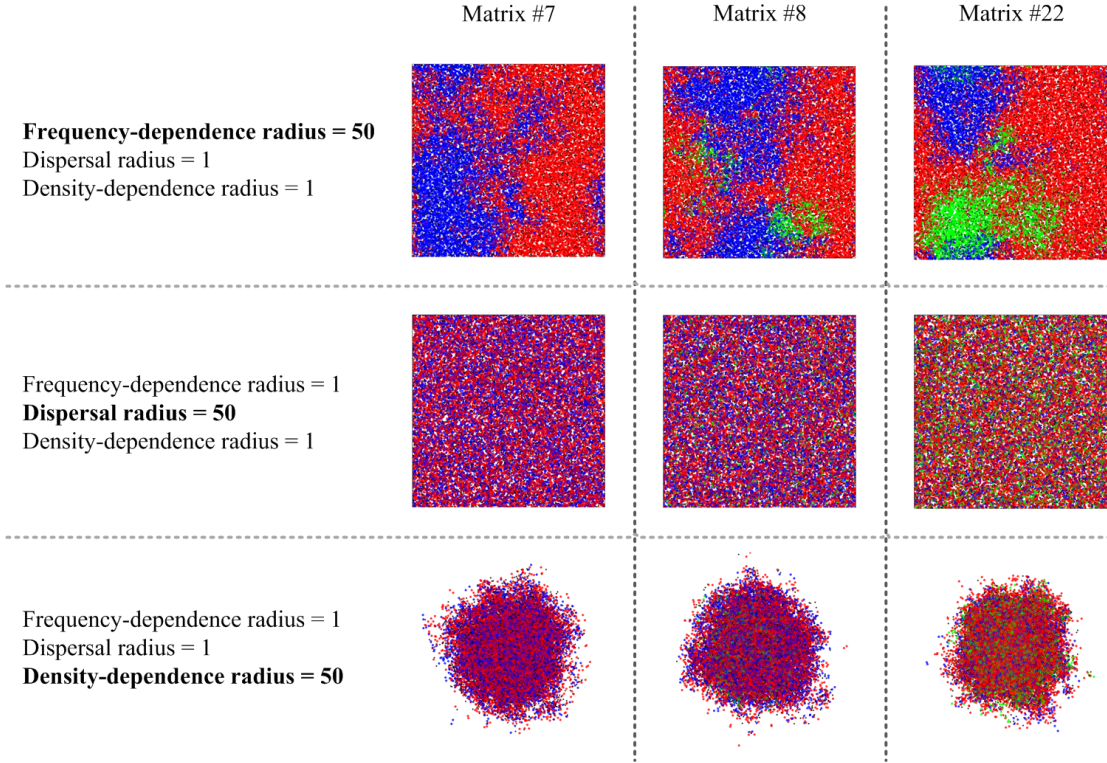 Matrix #7
Matrix #8
Matrix #22
Frequency-dependence radius = 50
Dispersal radius = 1
Density-dependence radius = 1
Frequency-dependence radius = 1
Dispersal radius = 50
Density-dependence radius = 1
Frequency-dependence radius = 1
Dispersal radius = 1
Density-dependence radius = 50